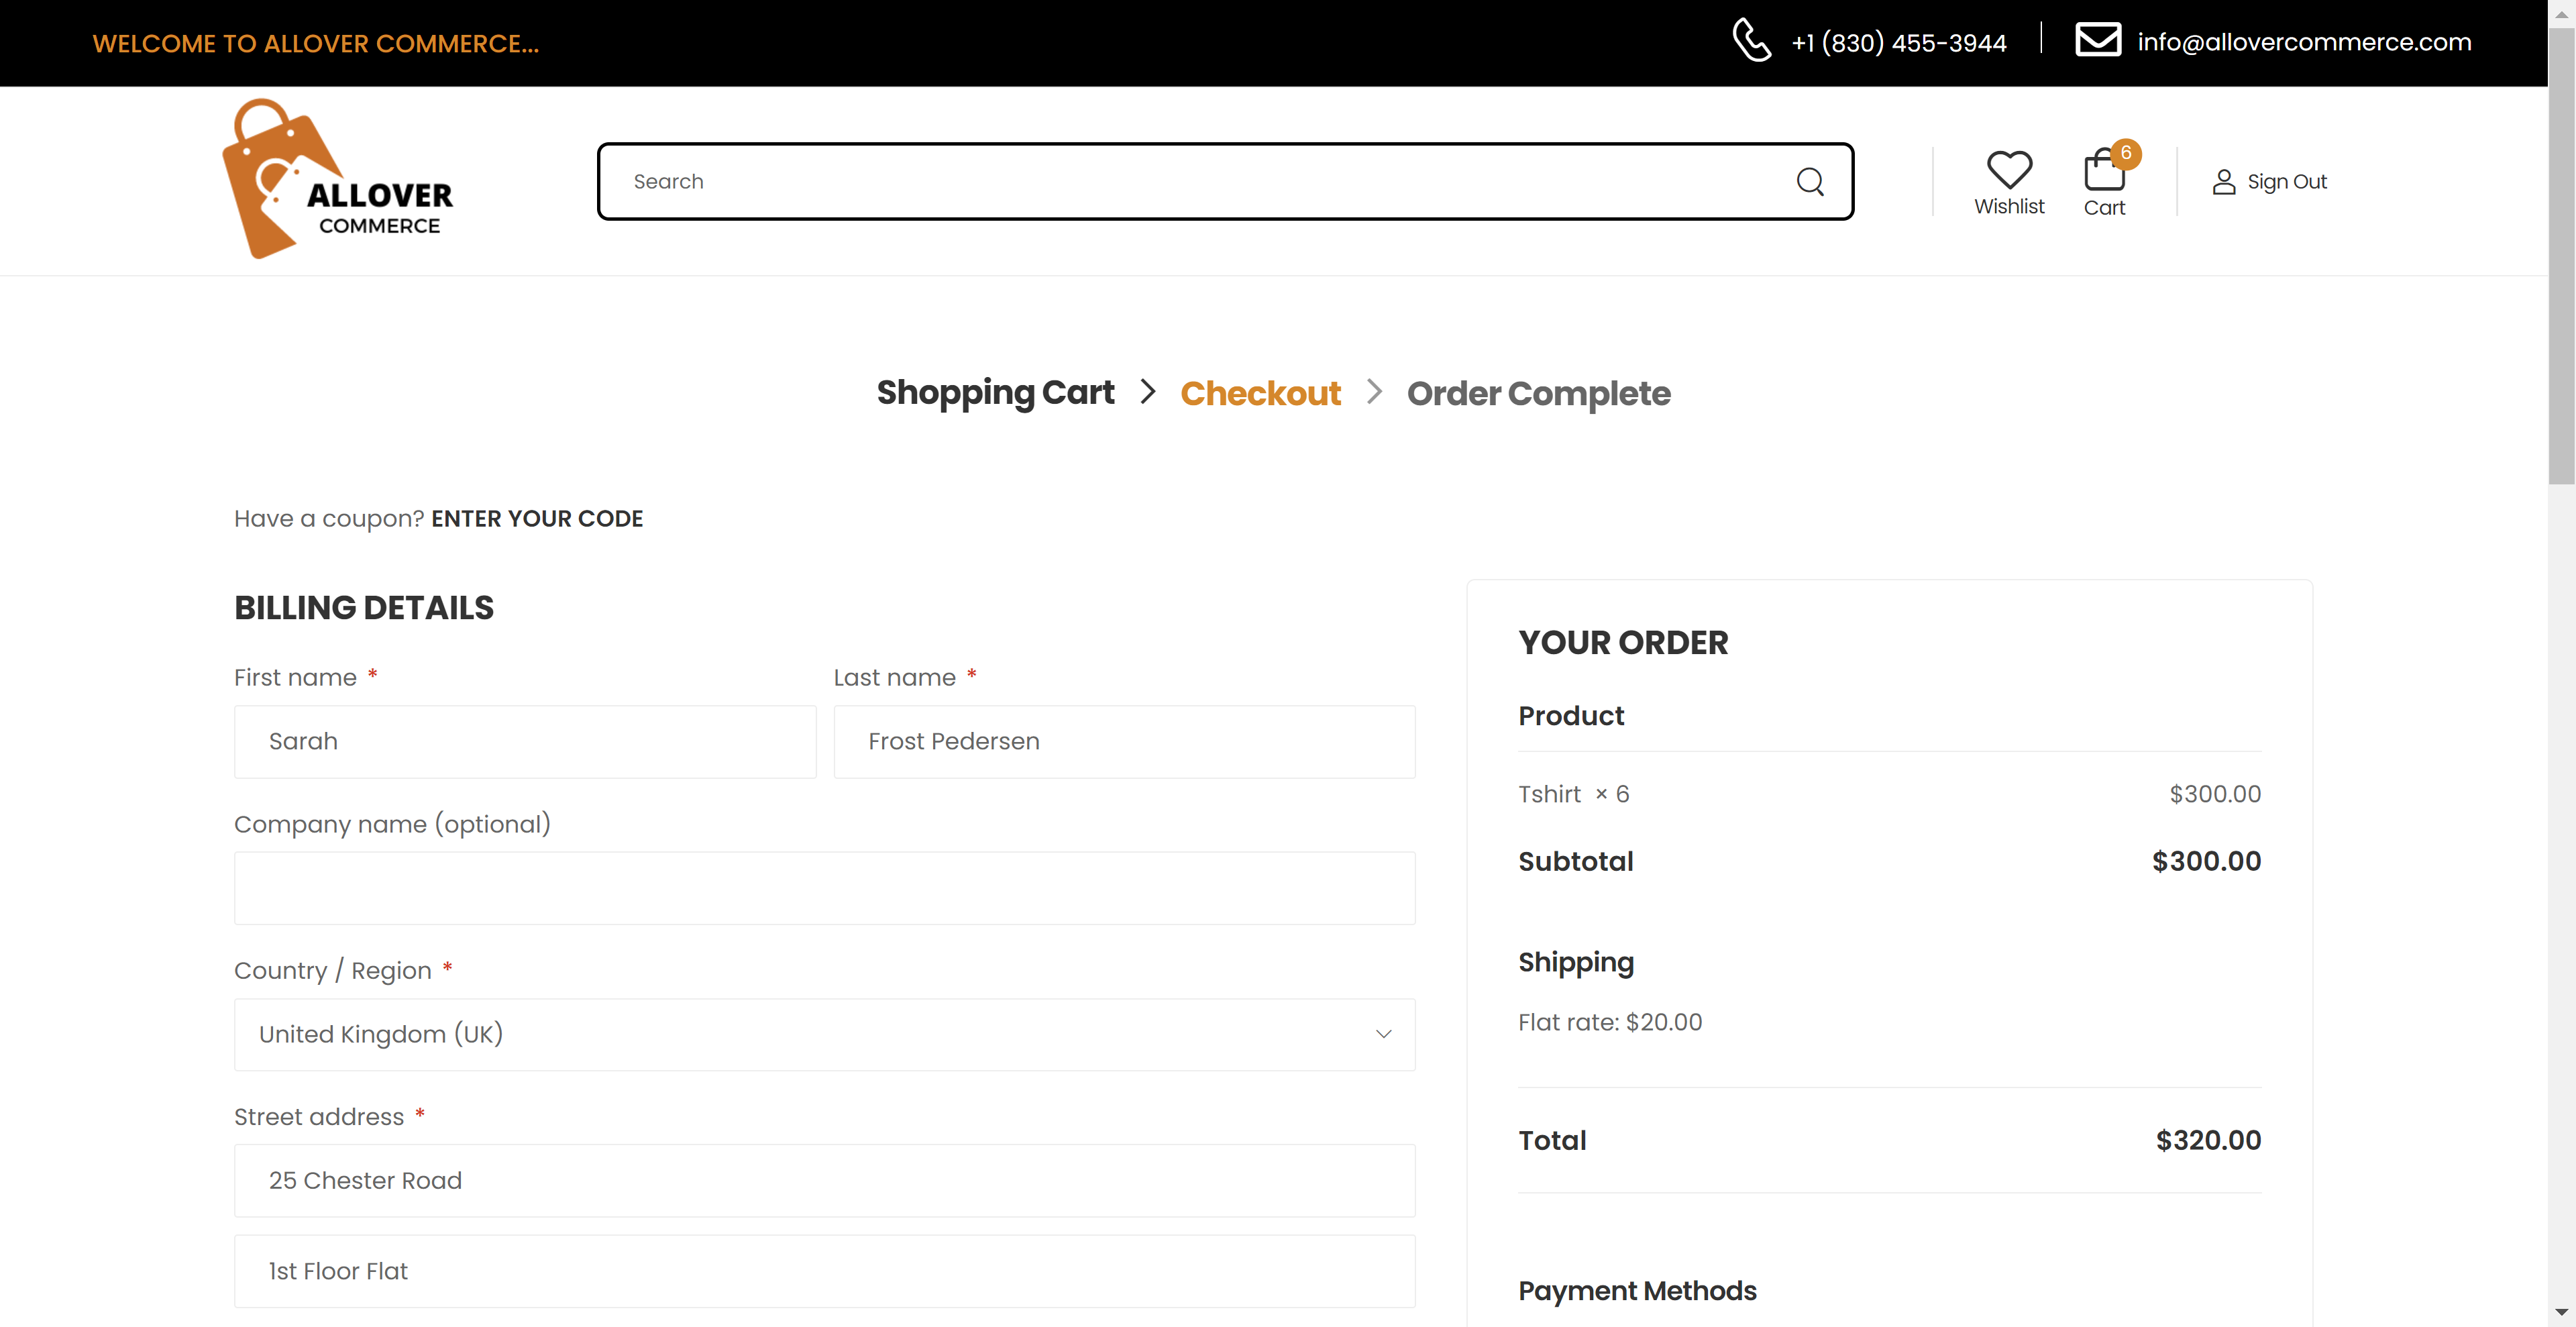 WELCOME TO ALLOVER COMMERCE...
+1 (830) 455-3944
info@allovercommerce.com
ALLOVER
COMMERCE
Search
Wishlist
6
Cart
Sign Out
Shopping Cart
Checkout
Order Complete
Have a coupon? ENTER YOUR CODE
BILLING DETAILS
First name *
Last name *
Sarah
Frost Pedersen
Company name (optional)
Country / Region *
United Kingdom (UK)
Street address *
25 Chester Road
1st Floor Flat
YOUR ORDER
Product
Tshirt × 6 $300.00
Subtotal $300.00
Shipping
Flat rate: $20.00
Total $320.00
Payment Methods